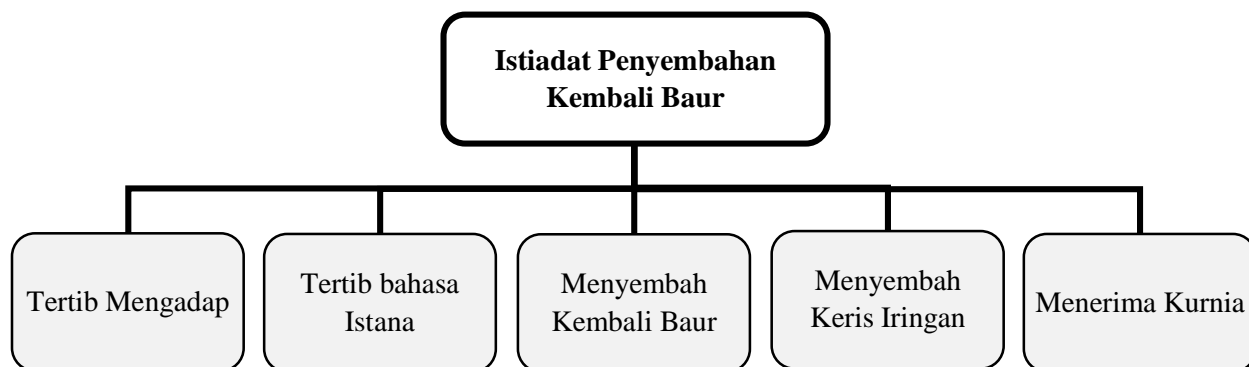 Istiadat Penyembahan
Kembali Baur
Tertib Mengadap
Tertib bahasa
Istana
Menyembah
Kembali Baur
Menyembah
Keris Iringan
Menerima Kurnia